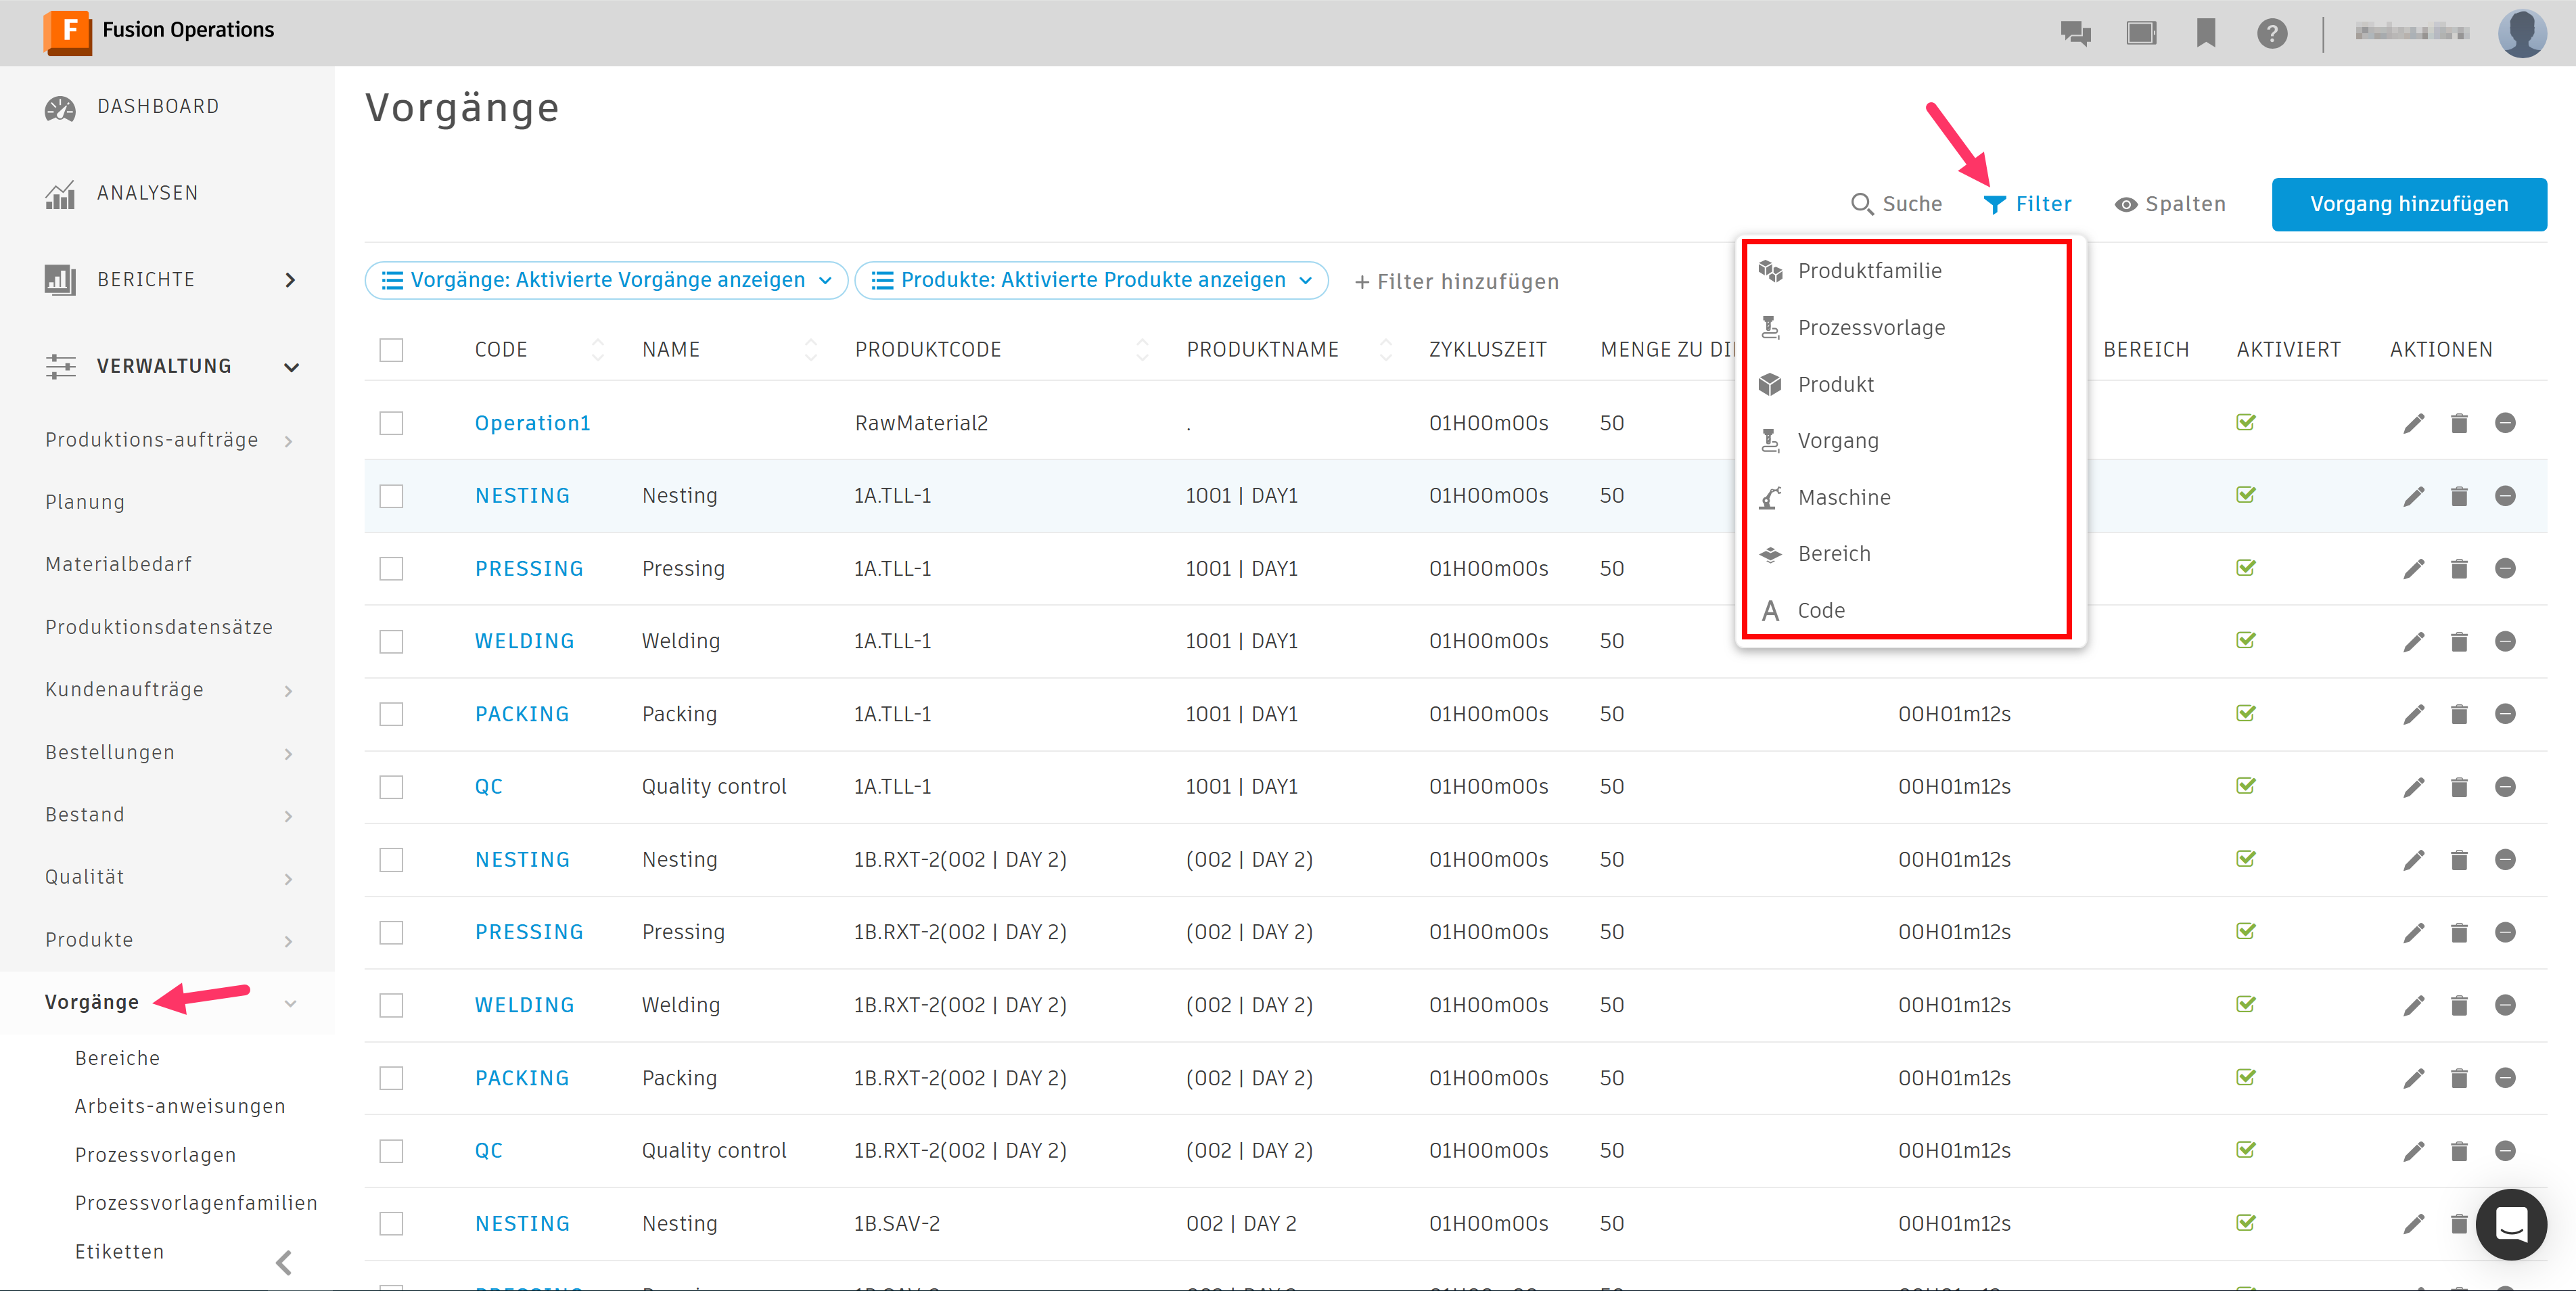 Fusion Operations
DASHBOARD
ANALYSEN
BERICHTE
VERWALTUNG
Produktions-aufträge
Planung
Materialbedarf
Produktionsdatensätze
Kundenaufträge
Bestellungen
Bestand
Qualität
Produkte
Vorgänge
Bereiche
Arbeits-anweisungen
Prozessvorlagen
Prozessvorlagenfamilien
Etiketten
Vorgänge
Suche Filter Spalten Vorgang hinzufügen
Vorgänge: Aktivierte Vorgänge anzeigen Produkte: Aktivierte Produkte anzeigen + Filter hinzufügen
Produktfamilie
Prozessvorlage
Produkt
Vorgang
Maschine
Bereich
Code
CODE NAME PRODUKTCODE PRODUKTNAME ZYKLUSZEIT MENGE ZU BEREICH AKTIVIERT AKTIONEN
Operation1 RawMaterial2 . 01H00m00s 50
NESTING Nesting 1A.TLL-1 1001 | DAY1 01H00m00s 50
PRESSING Pressing 1A.TLL-1 1001 | DAY1 01H00m00s 50
WELDING Welding 1A.TLL-1 1001 | DAY1 01H00m00s 50
PACKING Packing 1A.TLL-1 1001 | DAY1 01H00m00s 50 00H01m12s
QC Quality control 1A.TLL-1 1001 | DAY1 01H00m00s 50 00H01m12s
NESTING Nesting 1B.RXT-2(002 | DAY 2) (002 | DAY 2) 01H00m00s 50 00H01m12s
PRESSING Pressing 1B.RXT-2(002 | DAY 2) (002 | DAY 2) 01H00m00s 50 00H01m12s
WELDING Welding 1B.RXT-2(002 | DAY 2) (002 | DAY 2) 01H00m00s 50 00H01m12s
PACKING Packing 1B.RXT-2(002 | DAY 2) (002 | DAY 2) 01H00m00s 50 00H01m12s
QC Quality control 1B.RXT-2(002 | DAY 2) (002 | DAY 2) 01H00m00s 50 00H01m12s
NESTING Nesting 1B.SAV-2 002 | DAY 2 01H00m00s 50 00H01m12s